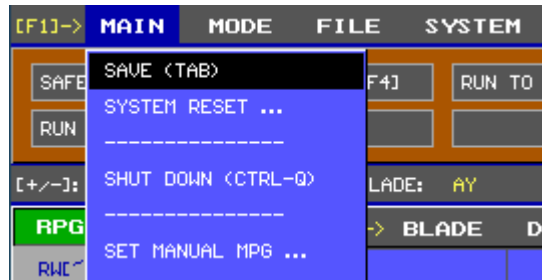 [F1]-> MAIN MODE FILE SYSTEM
SAFE F4] RUN TO
SAVE (TAB)
SYSTEM RESET ...
RUN
---------------
SHUT DOWN (CTRL-Q)
[+/-]: LADE: AY
---------------
RPG -> BLADE D
SET MANUAL MPG ...